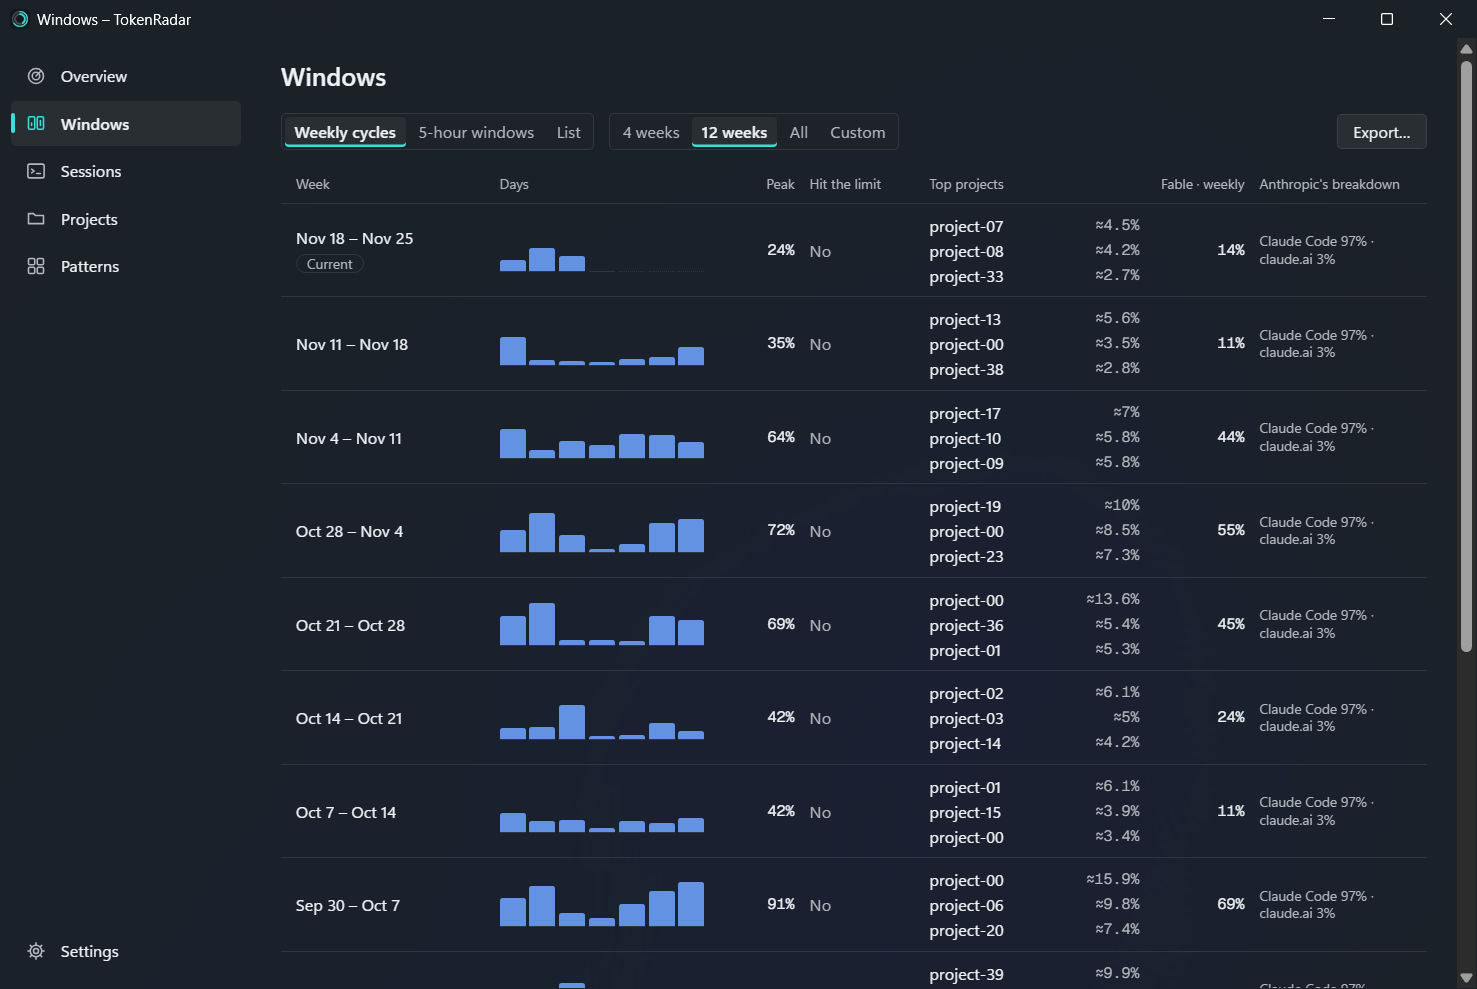 Windows – TokenRadar
Overview
Windows
Sessions
Projects
Patterns
Settings
Windows
Weekly cycles 5-hour windows List 4 weeks 12 weeks All Custom Export...
Week Days Peak Hit the limit Top projects Fable · weekly Anthropic's breakdown
Nov 18 – Nov 25
Current
24% No
project-07 ≈4.5%
project-08 ≈4.2%
project-33 ≈2.7%
14%
Claude Code 97% ·
claude.ai 3%
Nov 11 – Nov 18
35% No
project-13 ≈5.6%
project-00 ≈3.5%
project-38 ≈2.8%
11%
Claude Code 97% ·
claude.ai 3%
Nov 4 – Nov 11
64% No
project-17 ≈7%
project-10 ≈5.8%
project-09 ≈5.8%
44%
Claude Code 97% ·
claude.ai 3%
Oct 28 – Nov 4
72% No
project-19 ≈10%
project-00 ≈8.5%
project-23 ≈7.3%
55%
Claude Code 97% ·
claude.ai 3%
Oct 21 – Oct 28
69% No
project-00 ≈13.6%
project-36 ≈5.4%
project-01 ≈5.3%
45%
Claude Code 97% ·
claude.ai 3%
Oct 14 – Oct 21
42% No
project-02 ≈6.1%
project-03 ≈5%
project-14 ≈4.2%
24%
Claude Code 97% ·
claude.ai 3%
Oct 7 – Oct 14
42% No
project-01 ≈6.1%
project-15 ≈3.9%
project-00 ≈3.4%
11%
Claude Code 97% ·
claude.ai 3%
Sep 30 – Oct 7
91% No
project-00 ≈15.9%
project-06 ≈9.8%
project-20 ≈7.4%
69%
Claude Code 97% ·
claude.ai 3%
project-39 ≈9.9%